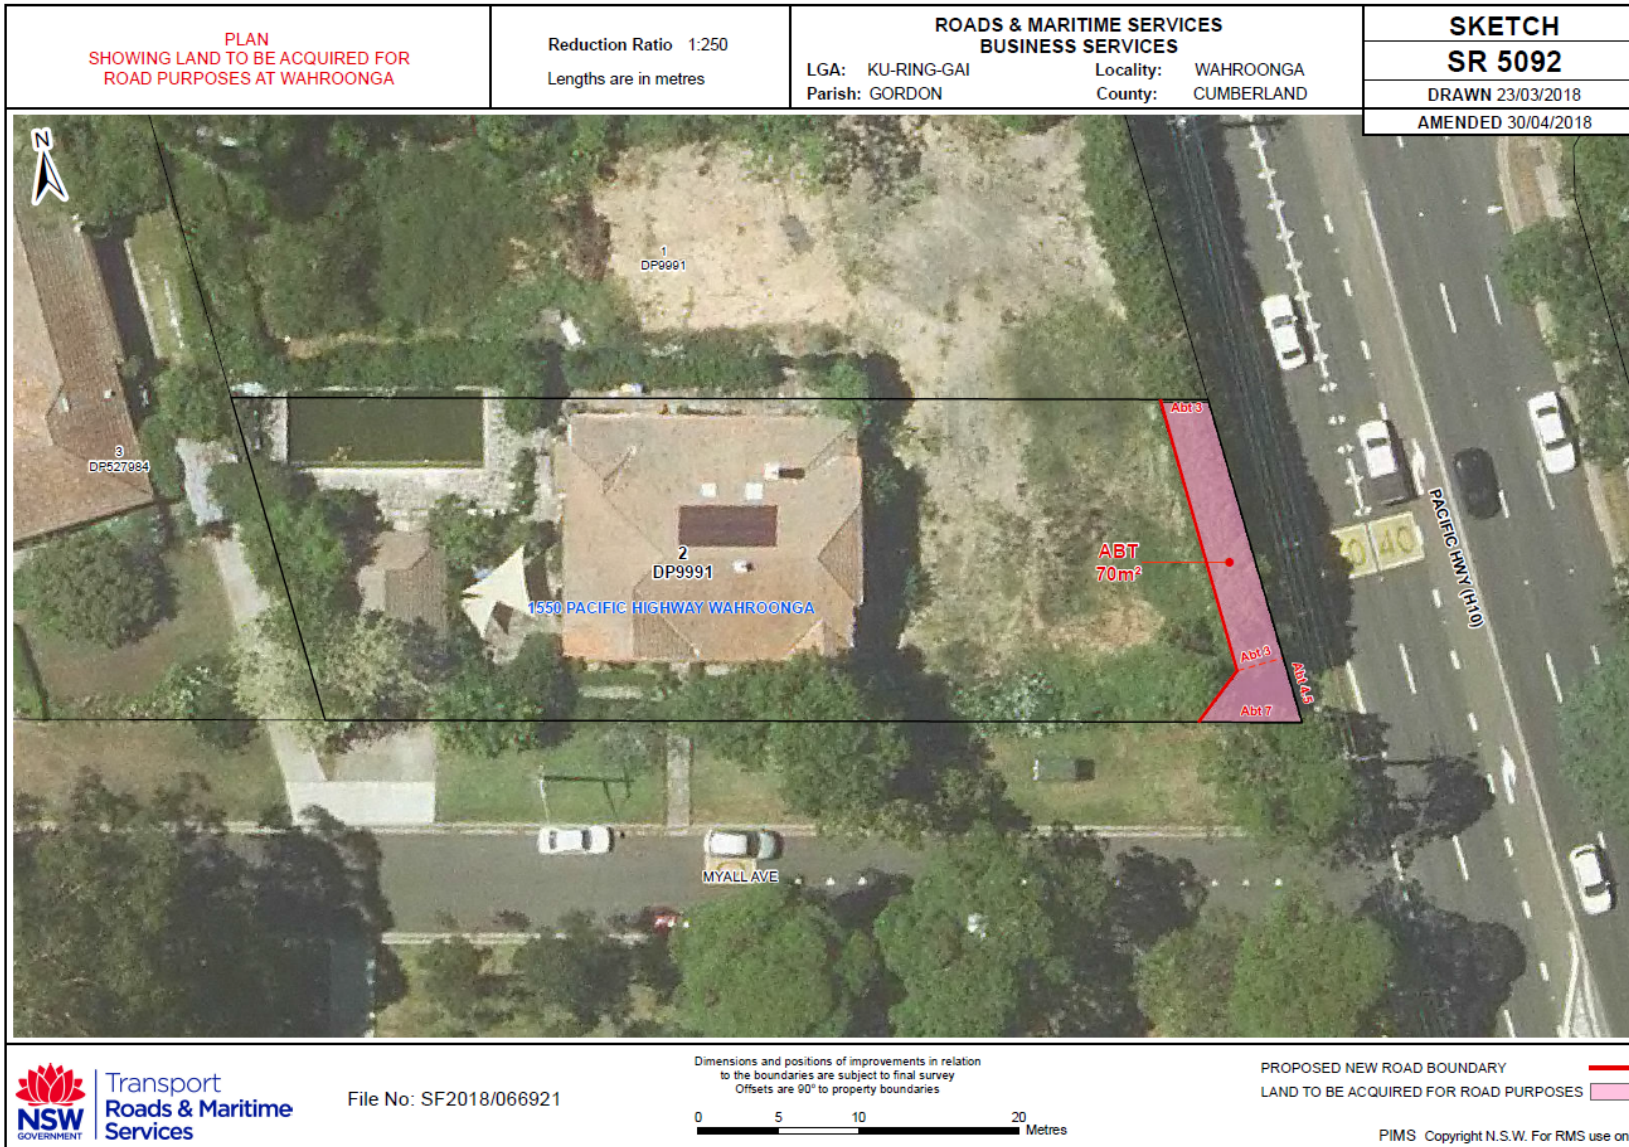 PLAN
SHOWING LAND TO BE ACQUIRED FOR
ROAD PURPOSES AT WAHROONGA
Reduction Ratio 1:250
Lengths are in metres
ROADS & MARITIME SERVICES
BUSINESS SERVICES
LGA: KU-RING-GAI Locality: WAHROONGA
Parish: GORDON County: CUMBERLAND
SKETCH
SR 5092
DRAWN 23/03/2018
AMENDED 30/04/2018
N
1
DP9991
3
DP527984
2
DP9991
1550 PACIFIC HIGHWAY WAHROONGA
Abt 3
ABT
70m²
Abt 3
Abt 4.5
Abt 7
40
PACIFIC HWY (H10)
MYALL AVE
NSW
GOVERNMENT
Transport
Roads & Maritime
Services
File No: SF2018/066921
Dimensions and positions of improvements in relation
to the boundaries are subject to final survey
Offsets are 90° to property boundaries
0 5 10 20 Metres
PROPOSED NEW ROAD BOUNDARY
LAND TO BE ACQUIRED FOR ROAD PURPOSES
PIMS Copyright N.S.W. For RMS use on